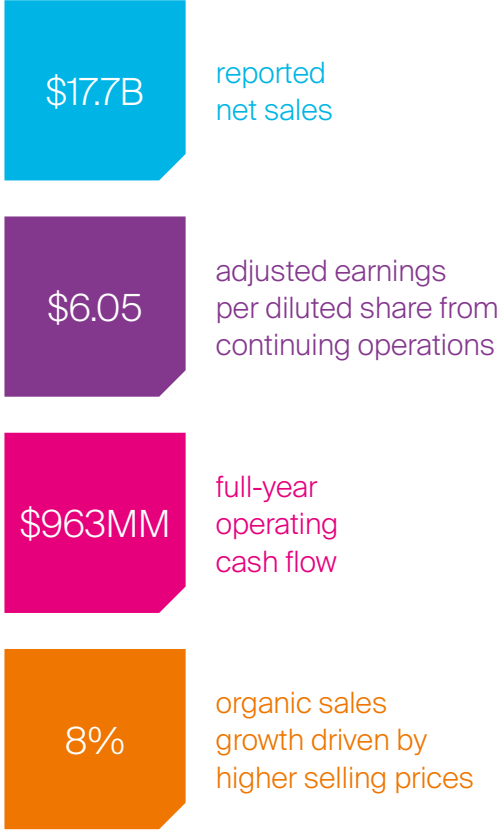 $17.7B
reported
net sales
$6.05
adjusted earnings
per diluted share from
continuing operations
$963MM
full-year
operating
cash flow
8%
organic sales
growth driven by
higher selling prices